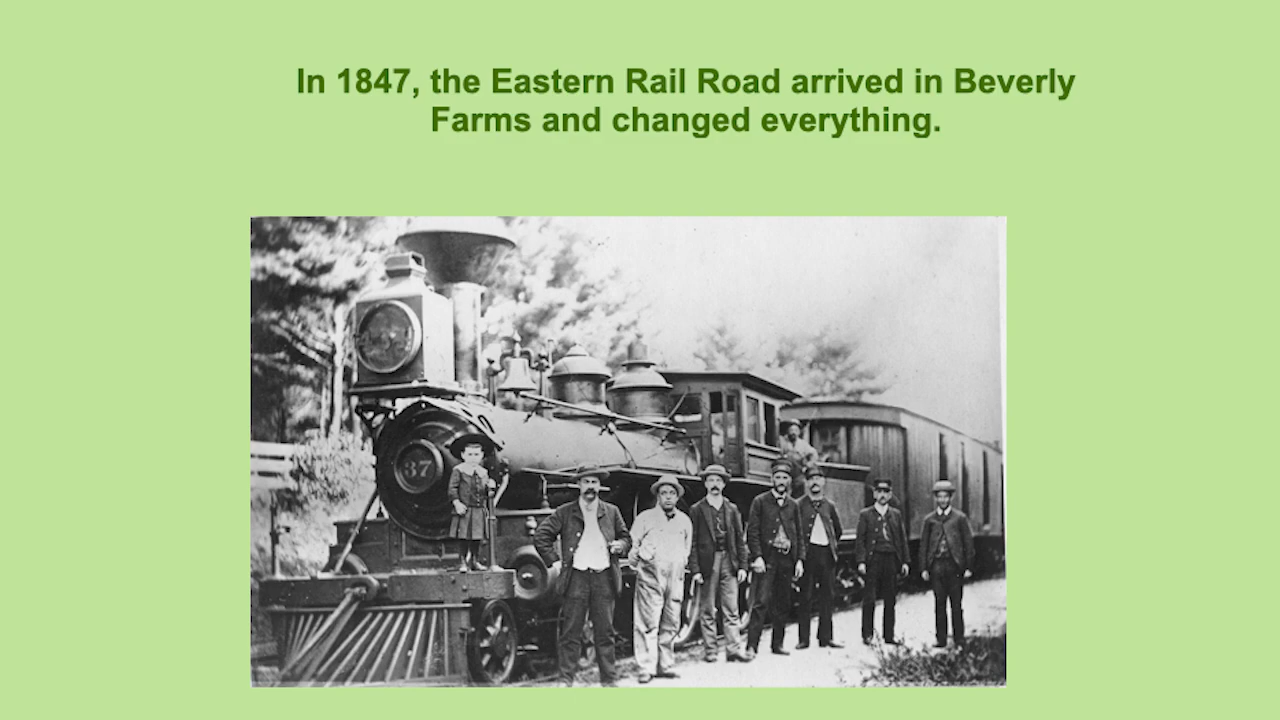 In 1847, the Eastern Rail Road arrived in Beverly
Farms and changed everything.
37